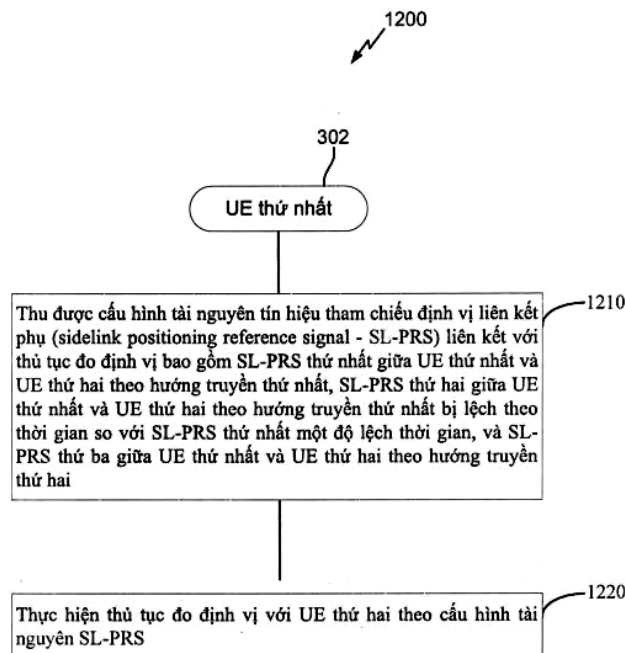 1200
302
UE thứ nhất
Thu được cấu hình tài nguyên tín hiệu tham chiếu định vị liên kết
phụ (sidelink positioning reference signal - SL-PRS) liên kết với
thủ tục đo định vị bao gồm SL-PRS thứ nhất giữa UE thứ nhất và
UE thứ hai theo hướng truyền thứ nhất, SL-PRS thứ hai giữa UE
thứ nhất và UE thứ hai theo hướng truyền thứ nhất bị lệch theo
thời gian so với SL-PRS thứ nhất một độ lệch thời gian, và SL-
PRS thứ ba giữa UE thứ nhất và UE thứ hai theo hướng truyền
thứ hai
1210
Thực hiện thủ tục đo định vị với UE thứ hai theo cấu hình tài
nguyên SL-PRS
1220